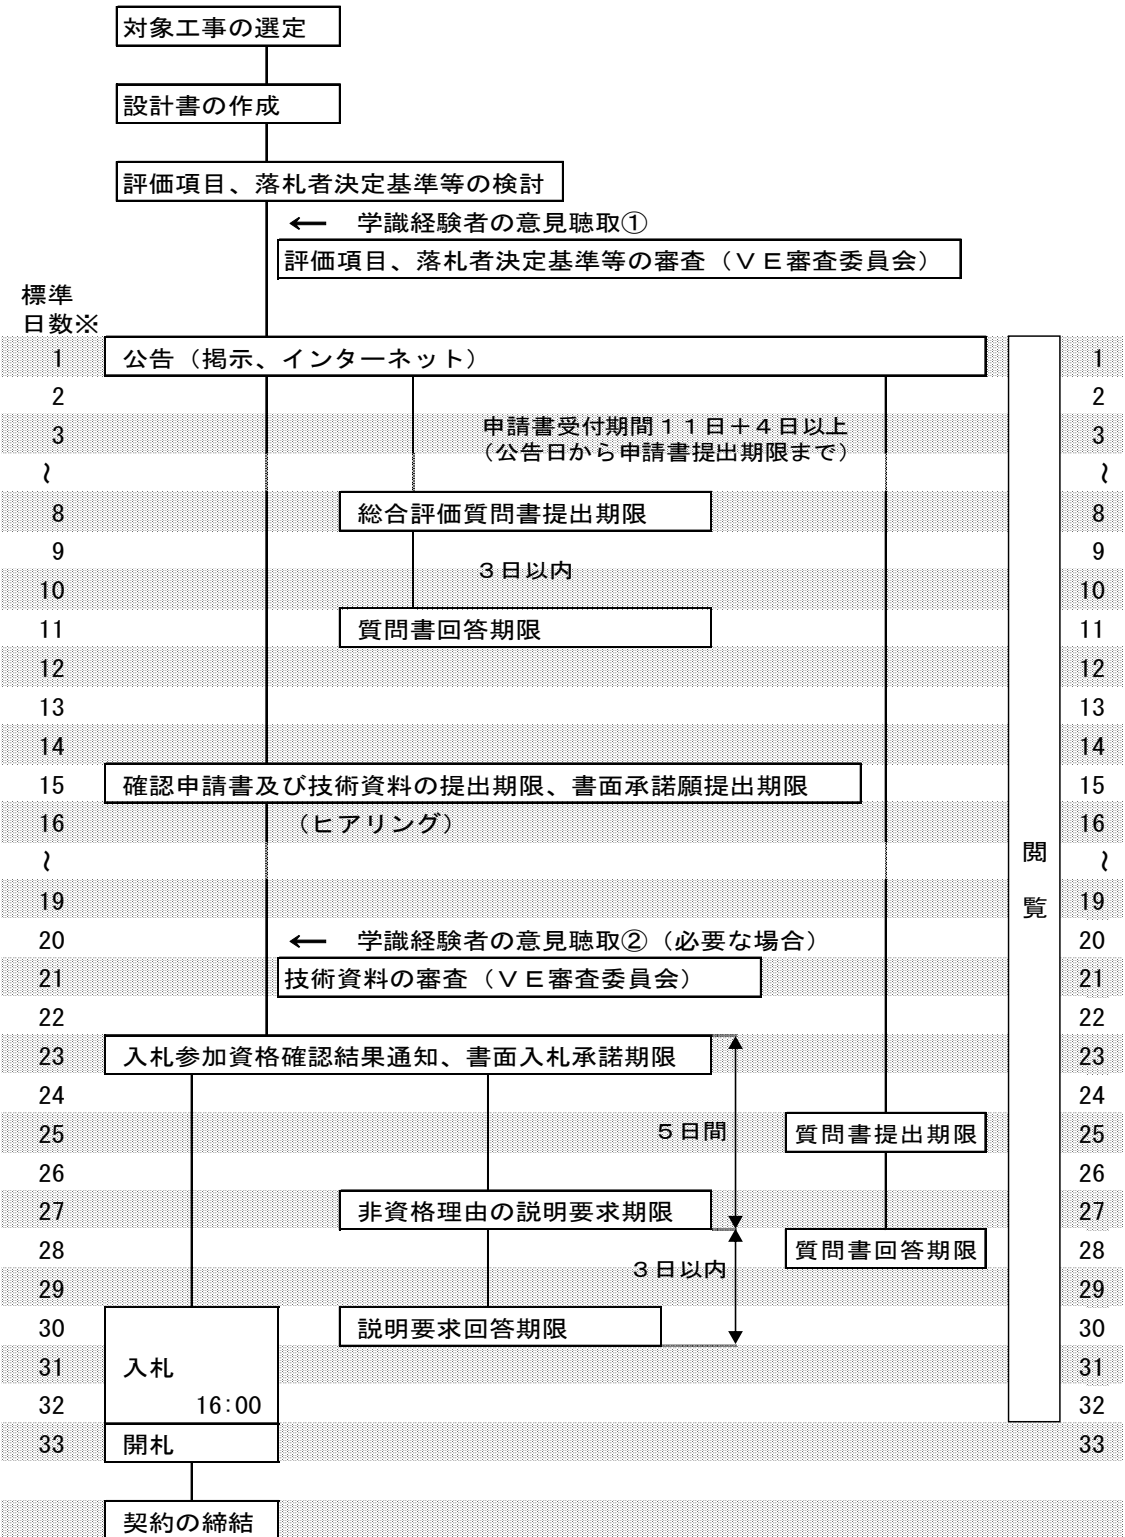 対象工事の選定
設計書の作成
評価項目、落札者決定基準等の検討
← 学識経験者の意見聴取①
評価項目、落札者決定基準等の審査（ＶＥ審査委員会）
標準
日数※
1 公告（掲示、インターネット） 1
2 2
申請書受付期間１１日＋４日以上
3 3
（公告日から申請書提出期限まで）
～ ～
8 総合評価質問書提出期限 8
9 9
３日以内
10 10
11 質問書回答期限 11
12 12
13 13
14 14
15 確認申請書及び技術資料の提出期限、書面承諾願提出期限 15
16 （ヒアリング） 16
～ ～
閲覧
19 19
20 ← 学識経験者の意見聴取②（必要な場合） 20
21 技術資料の審査（ＶＥ審査委員会） 21
22 22
23 入札参加資格確認結果通知、書面入札承諾期限 23
24 24
25 ５日間 質問書提出期限 25
26 26
27 非資格理由の説明要求期限 27
28 質問書回答期限 28
３日以内
29 29
30 説明要求回答期限 30
31 入札 31
32 16:00 32
33 開札 33
契約の締結